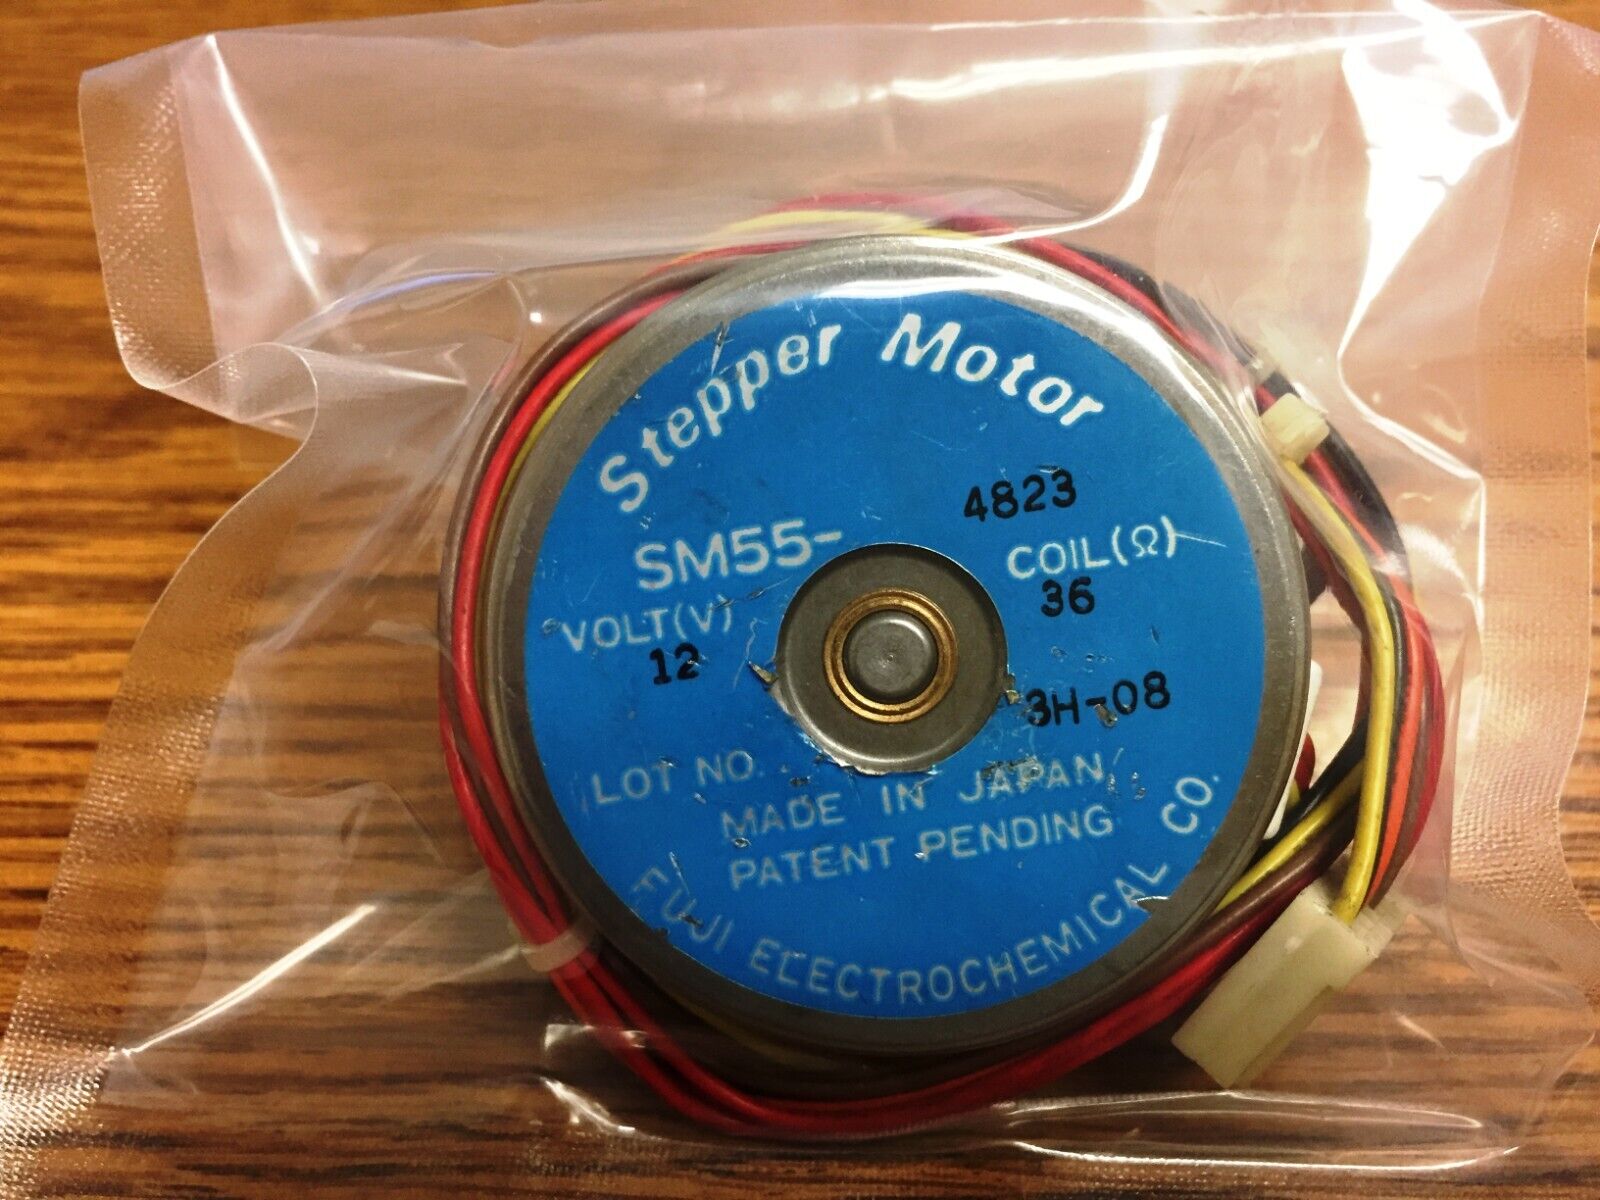 Stepper Motor
SM55-4823
VOLT(V) COIL(Ω)
12 36
LOT NO. 3H-08
MADE IN JAPAN
PATENT PENDING
FUJI ELECTROCHEMICAL CO.